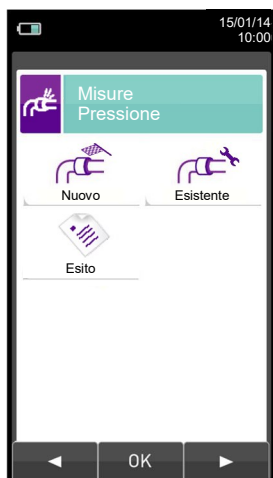 15/01/14
10:00
Misure
Pressione
Nuovo
Esistente
Esito
OK